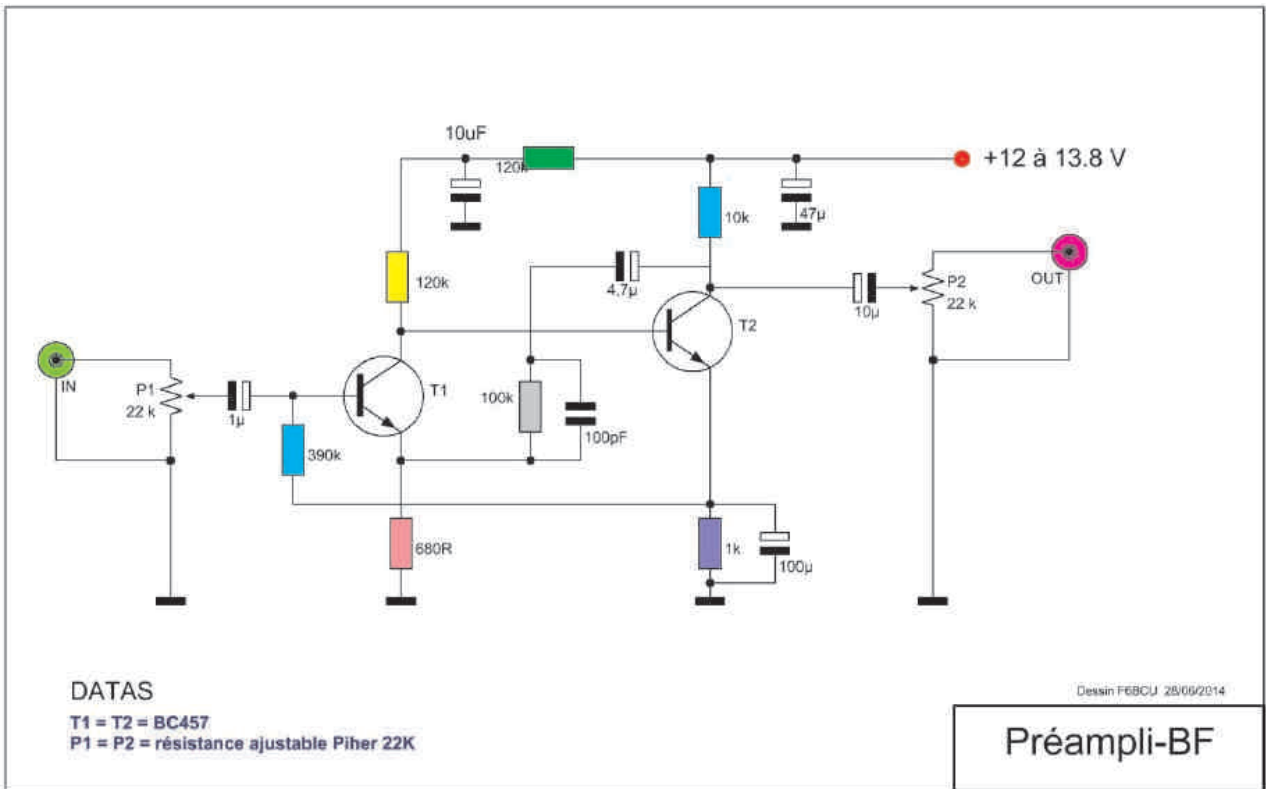 10uF
120k
+12 à 13.8 V
10k
47µ
120k
4,7µ
P2
22 k
OUT
10µ
T2
IN
P1
22 k
1µ
T1
100k
100pF
390k
680R
1k
100µ
DATAS
T1 = T2 = BC457
P1 = P2 = résistance ajustable Piher 22K
Dessin F6BCU 28/06/2014
Préampli-BF